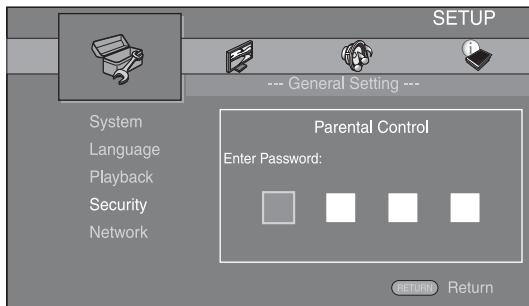 SETUP
--- General Setting ---
System
Language
Playback
Security
Network
Parental Control
Enter Password:
RETURN Return